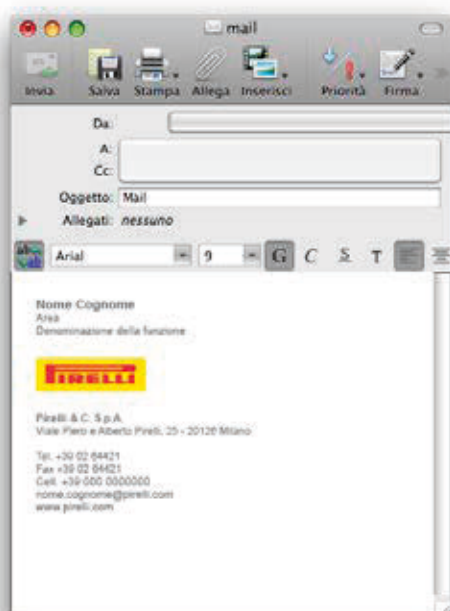 mail
Invia Salva Stampa Allega Inserisci Priorità Firma
Da:
A:
Cc:
Oggetto: Mail
Allegati: nessuno
Arial 9 G C S T
Nome Cognome
Area
Denominazione della funzione
PIRELLI
Pirelli & C. S.p.A.
Viale Piero e Alberto Pirelli, 25 - 20126 Milano
Tel. +39 02 64421
Fax +39 02 64421
Cell. +39 000 0000000
nome.cognome@pirelli.com
www.pirelli.com